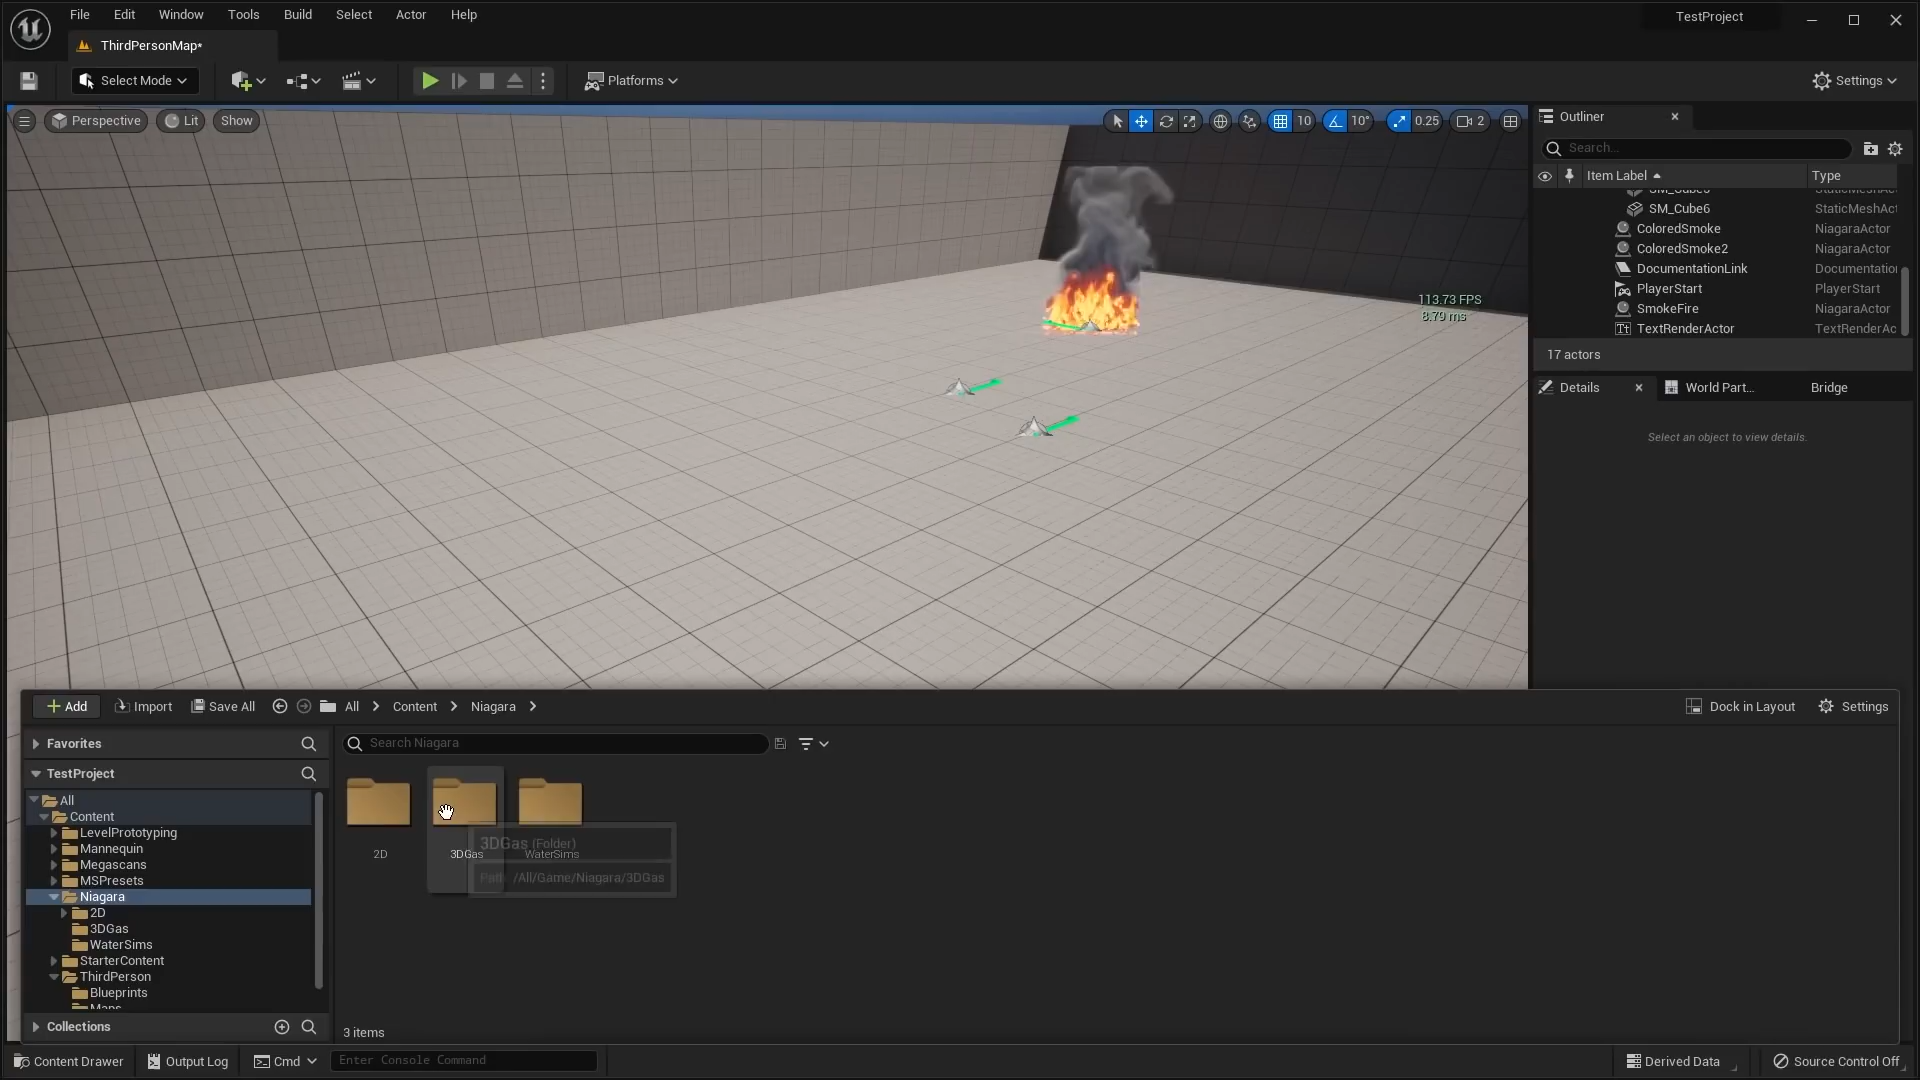 File Edit Window Tools Build Select Actor Help
TestProject
ThirdPersonMap*
Select Mode
Platforms
Settings
Perspective Lit Show
10 10° 0.25 2
113.73 FPS
8.79 ms
Outliner
Search...
Item Label Type
SM_Cube6 StaticMeshAct
ColoredSmoke NiagaraActor
ColoredSmoke2 NiagaraActor
DocumentationLink Documentation
PlayerStart PlayerStart
SmokeFire NiagaraActor
TextRenderActor TextRenderAc
17 actors
Details World Part... Bridge
Select an object to view details.
Add Import Save All All Content Niagara
Dock in Layout Settings
Favorites
TestProject
All
Content
LevelPrototyping
Mannequin
Megascans
MSPresets
Niagara
2D
3DGas
WaterSims
StarterContent
ThirdPerson
Blueprints
Maps
Collections
Search Niagara
2D 3DGas WaterSims
3DGas (Folder)
Path /All/Game/Niagara/3DGas
3 items
Content Drawer Output Log Cmd Enter Console Command
Derived Data Source Control Off